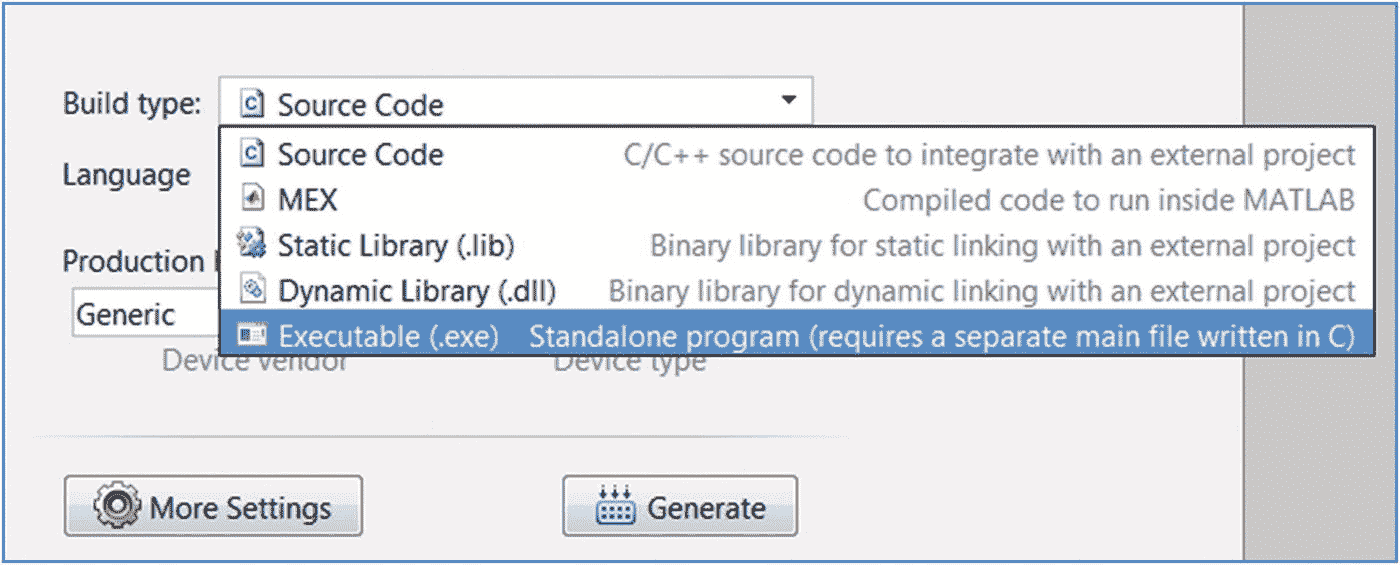 Build type: Source Code
Source Code C/C++ source code to integrate with an external project
Language
MEX Compiled code to run inside MATLAB
Static Library (.lib) Binary library for static linking with an external project
Production
Dynamic Library (.dll) Binary library for dynamic linking with an external project
Generic
Executable (.exe) Standalone program (requires a separate main file written in C)
Device vendor Device type
More Settings Generate